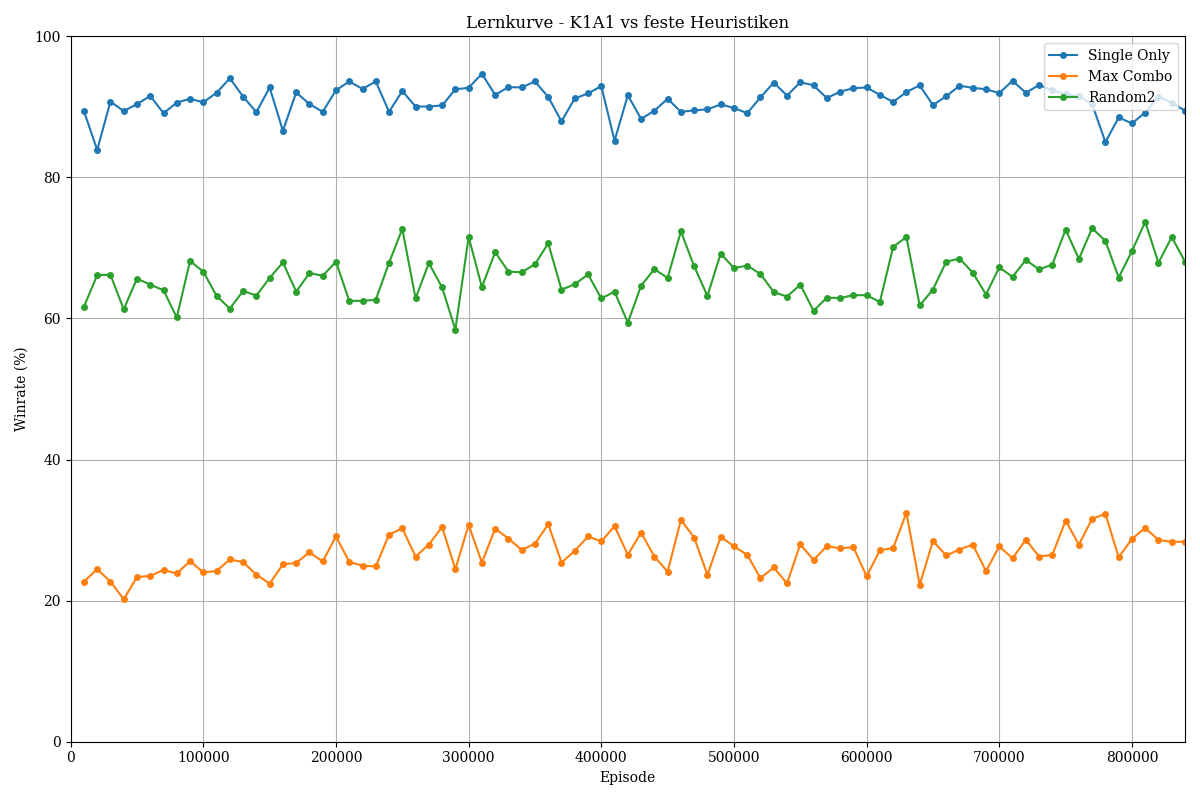 Lernkurve - K1A1 vs feste Heuristiken
100
80
60
40
20
0
Winrate (%)
Single Only
Max Combo
Random2
0 100000 200000 300000 400000 500000 600000 700000 800000
Episode